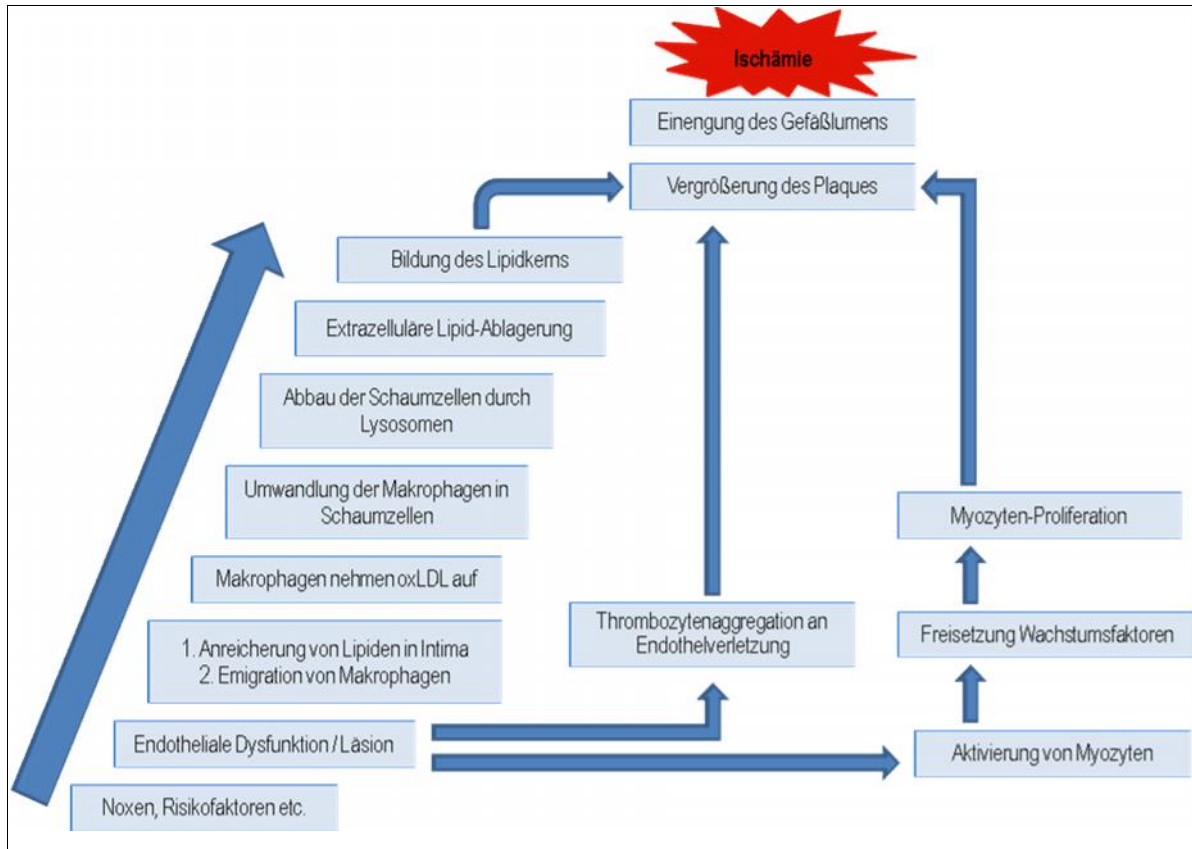 Ischämie
Einengung des Gefäßlumens
Vergrößerung des Plaques
Bildung des Lipidkerns
Extrazelluläre Lipid-Ablagerung
Abbau der Schaumzellen durch
Lysosomen
Umwandlung der Makrophagen in
Schaumzellen
Makrophagen nehmen oxLDL auf
1. Anreicherung von Lipiden in Intima
2. Emigration von Makrophagen
Endotheliale Dysfunktion / Läsion
Noxen, Risikofaktoren etc.
Thrombozytenaggregation an
Endothelverletzung
Myozyten-Proliferation
Freisetzung Wachstumsfaktoren
Aktivierung von Myozyten